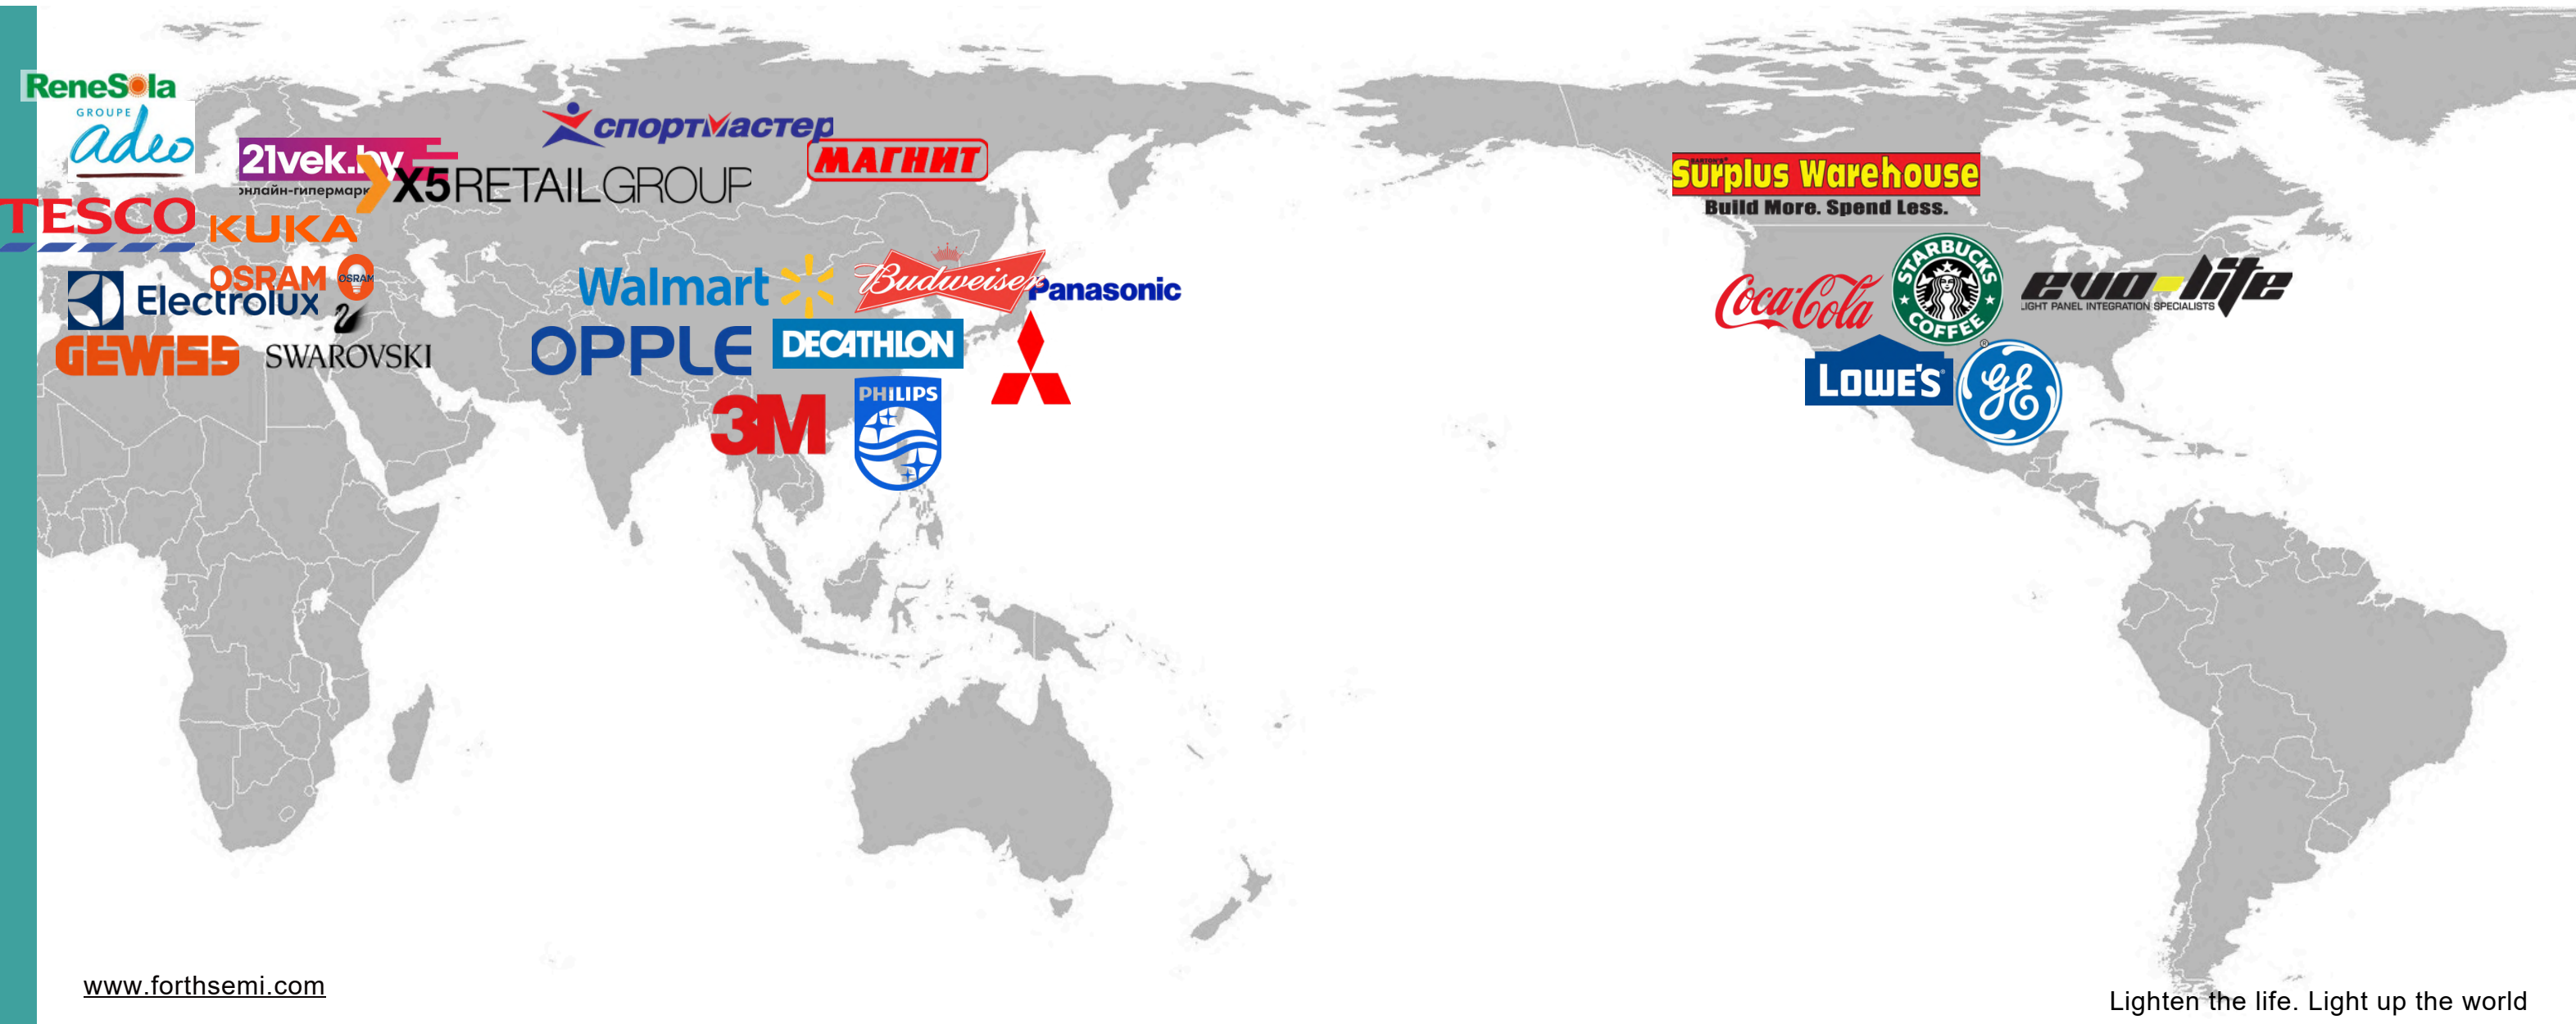 ReneSola
GROUPE
adeo
21vek.by
онлайн-гипермарк
спортмастер
МАГНИТ
X5 RETAILGROUP
TESCO
KUKA
OSRAM
OSRAM
Electrolux
GEWISS
SWAROVSKI
Walmart
Budweiser
Panasonic
OPPLE
DECATHLON
3M
PHILIPS
Surplus Warehouse
Build More. Spend Less.
Coca-Cola
STARBUCKS
COFFEE
evo-lite
LIGHT PANEL INTEGRATION SPECIALISTS
LOWE'S
®
GE
www.forthsemi.com
Lighten the life. Light up the world